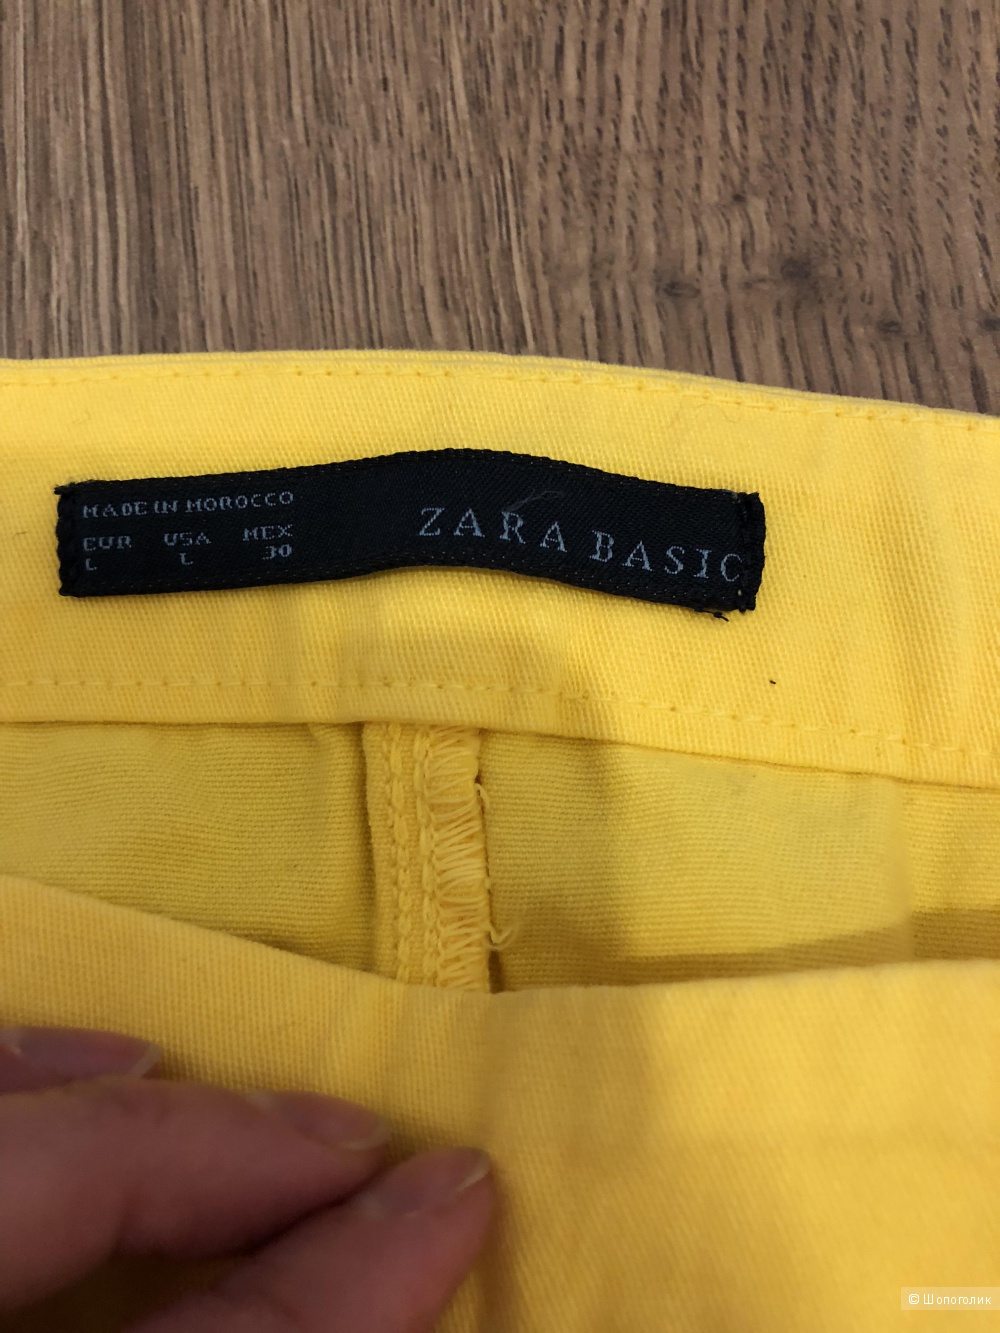 MADE IN MOROCCO
EUR USA MEX
L L 30
ZARA BASIC
© Шопоголик